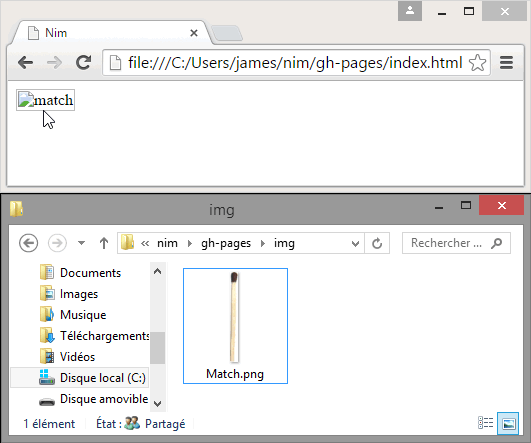 Nim
file:///C:/Users/james/nim/gh-pages/index.html
match
img
nim gh-pages img
Rechercher ...
Documents
Images
Musique
Téléchargements
Vidéos
Disque local (C:)
Disque amovible
Match.png
1 élément État : Partagé